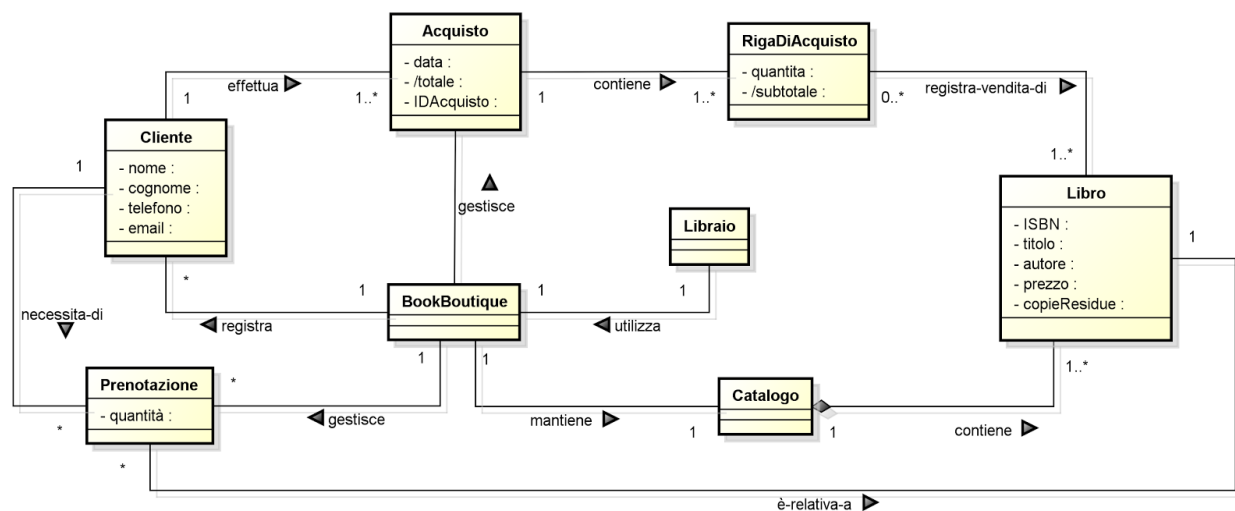 Acquisto
- data :
- /totale :
- IDAcquisto :
RigaDiAcquisto
- quantita :
- /subtotale :
effettua
1
1..*
contiene
1
1..*
registra-vendita-di
0..*
1..*
Cliente
- nome :
- cognome :
- telefono :
- email :
1
Libro
- ISBN :
- titolo :
- autore :
- prezzo :
- copieResidue :
1
gestisce
Libraio
*
1
BookBoutique
1
1
registra
utilizza
necessita-di
1
1
1..*
Prenotazione
- quantità :
*
gestisce
mantiene
Catalogo
*
1
1
contiene
*
è-relativa-a